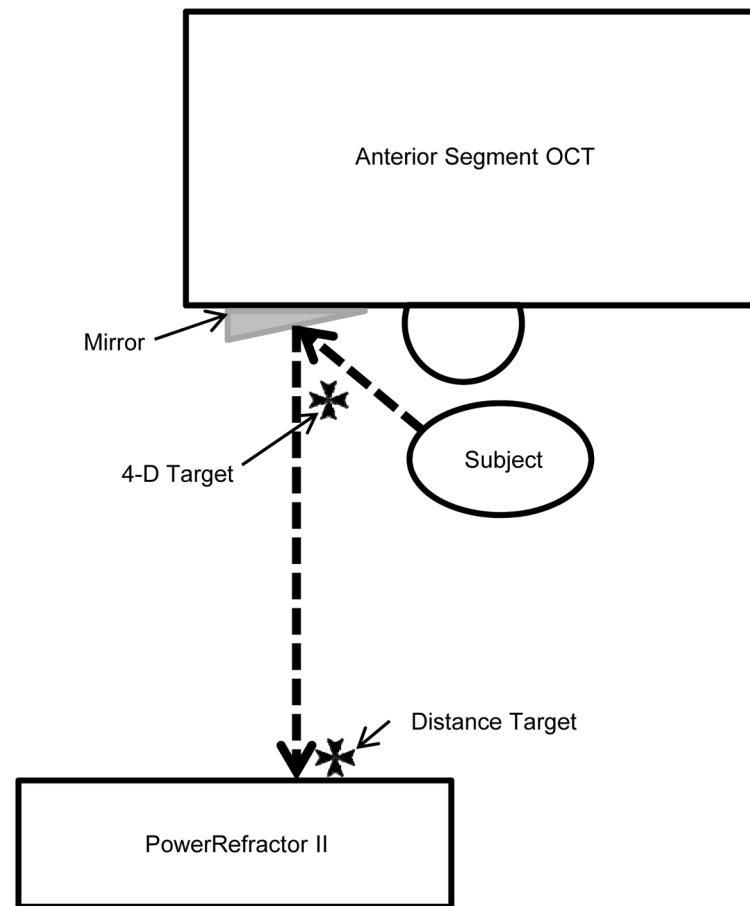 Anterior Segment OCT
Mirror
4-D Target
Subject
Distance Target
PowerRefractor II